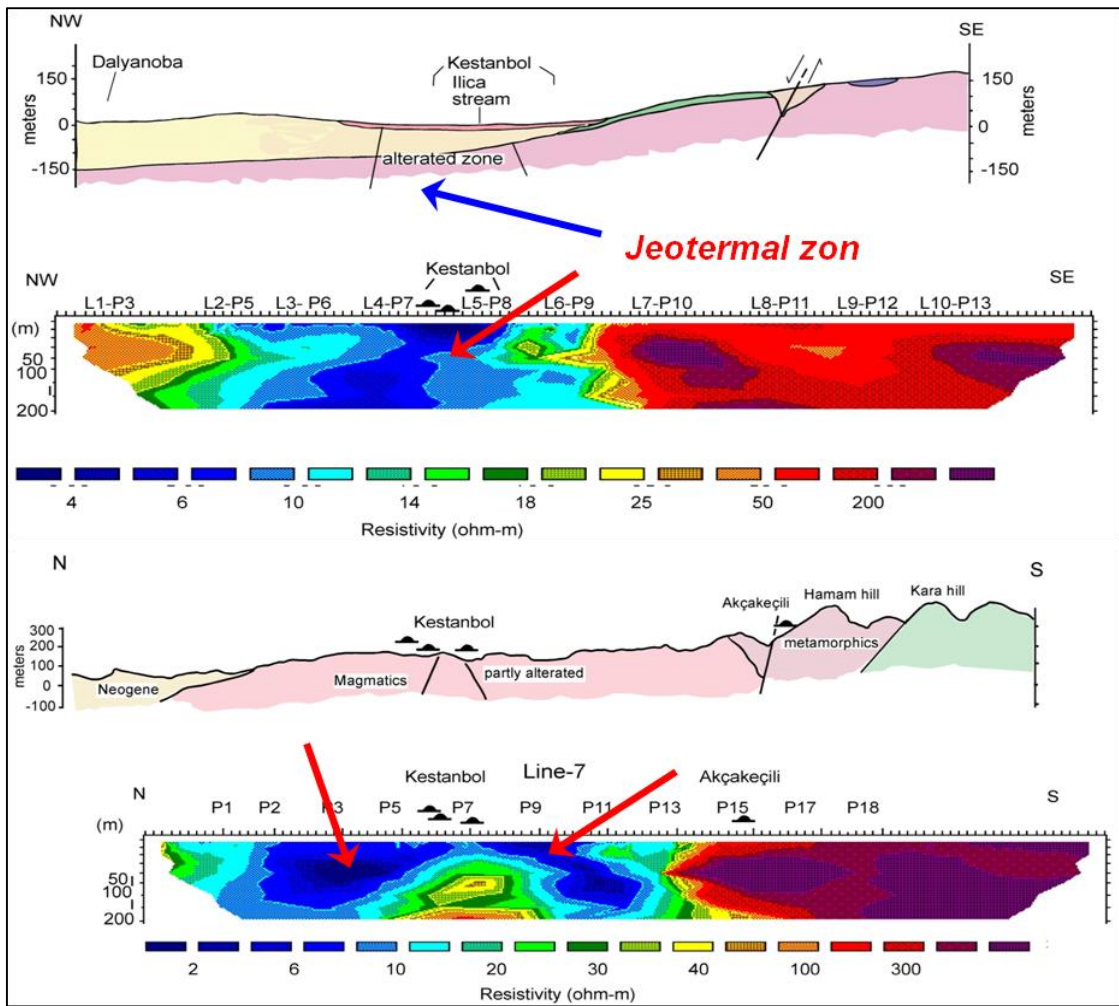 NW
SE
Dalyanoba
Kestanbol
Ilica
stream
150
0
-150
meters
150
0
-150
meters
alterated zone
Jeotermal zon
NW
Kestanbol
SE
L1-P3 L2-P5 L3- P6 L4-P7 L5-P8 L6-P9 L7-P10 L8-P11 L9-P12 L10-P13
(m)
50
100
200
4 6 10 14 18 25 50 200
Resistivity (ohm-m)
N
S
Kestanbol
Akçakeçili
Hamam hill
Kara hill
300
200
100
0
-100
meters
Neogene
Magmatics
partly alterated
metamorphics
Kestanbol
Line-7
Akçakeçili
N
S
P1 P2 P3 P5 P7 P9 P11 P13 P15 P17 P18
(m)
50
100
200
2 6 10 20 30 40 100 300
Resistivity (ohm-m)